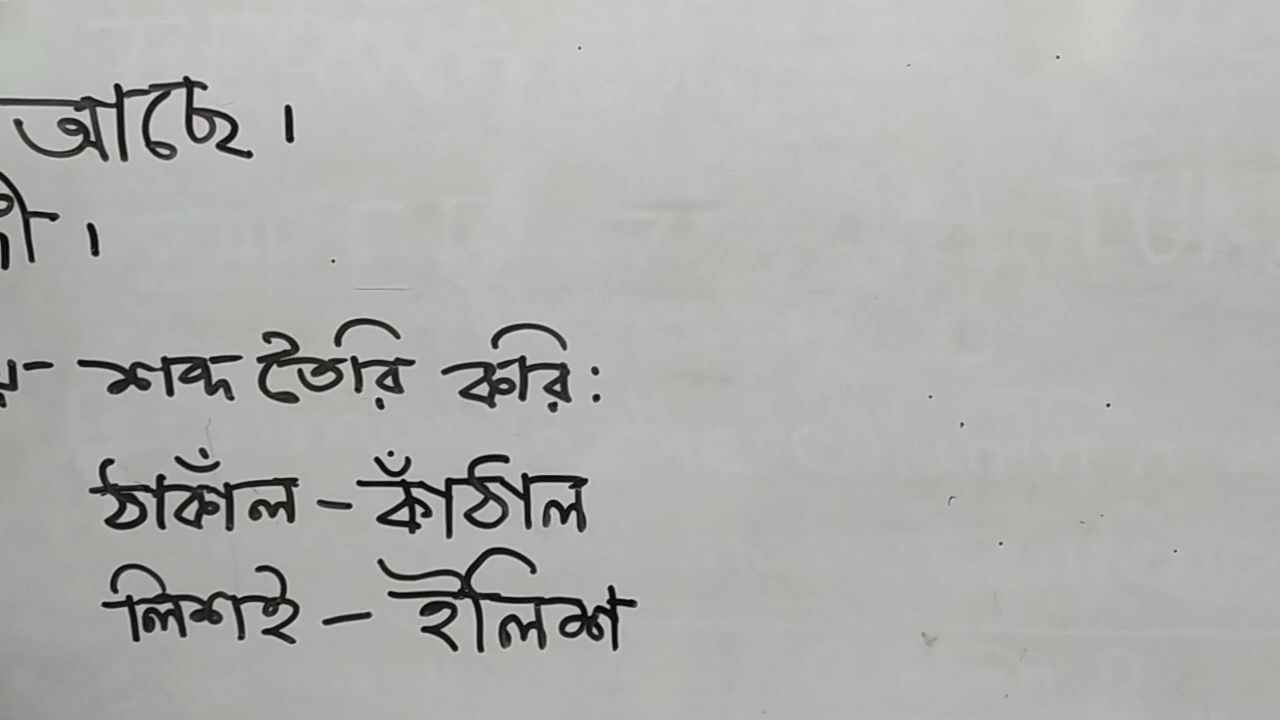 আছে।
শব্দ তৈরি করি:
ঠাকাঁল - কাঁঠাল
লিশই - ইলিশ